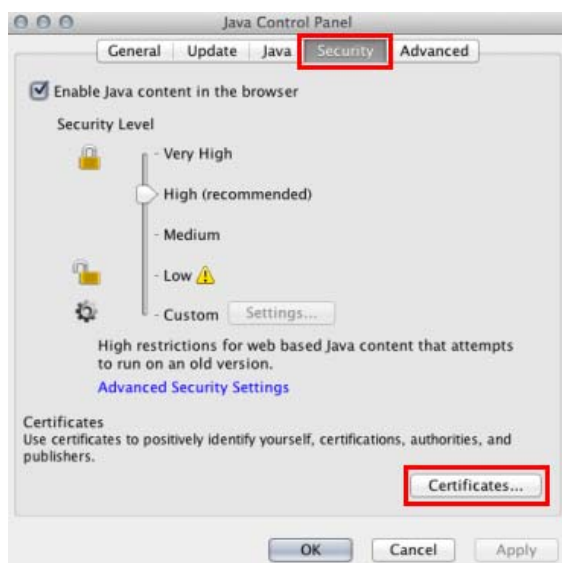 Java Control Panel
General Update Java Security Advanced
Enable Java content in the browser
Security Level
- Very High
High (recommended)
- Medium
- Low
- Custom Settings...
High restrictions for web based Java content that attempts
to run on an old version.
Advanced Security Settings
Certificates
Use certificates to positively identify yourself, certifications, authorities, and
publishers.
Certificates...
OK Cancel Apply